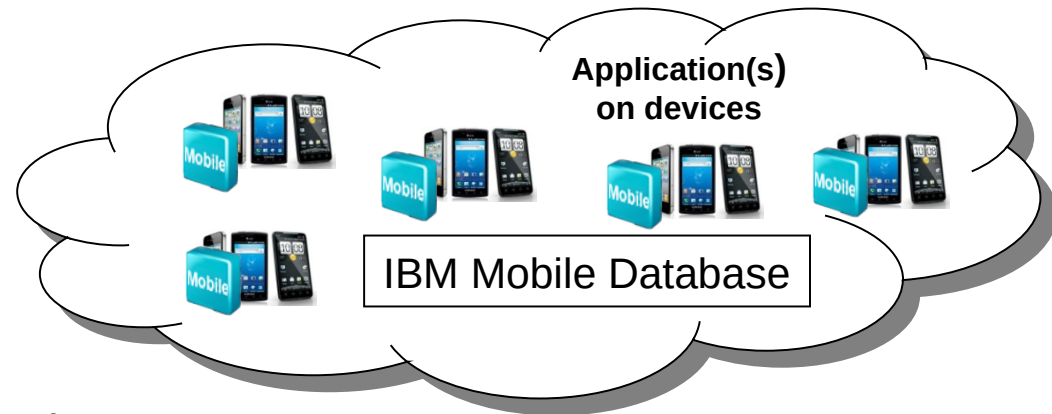 Application(s)
on devices
Mobile
Mobile
Mobile
Mobile
Mobile
IBM Mobile Database